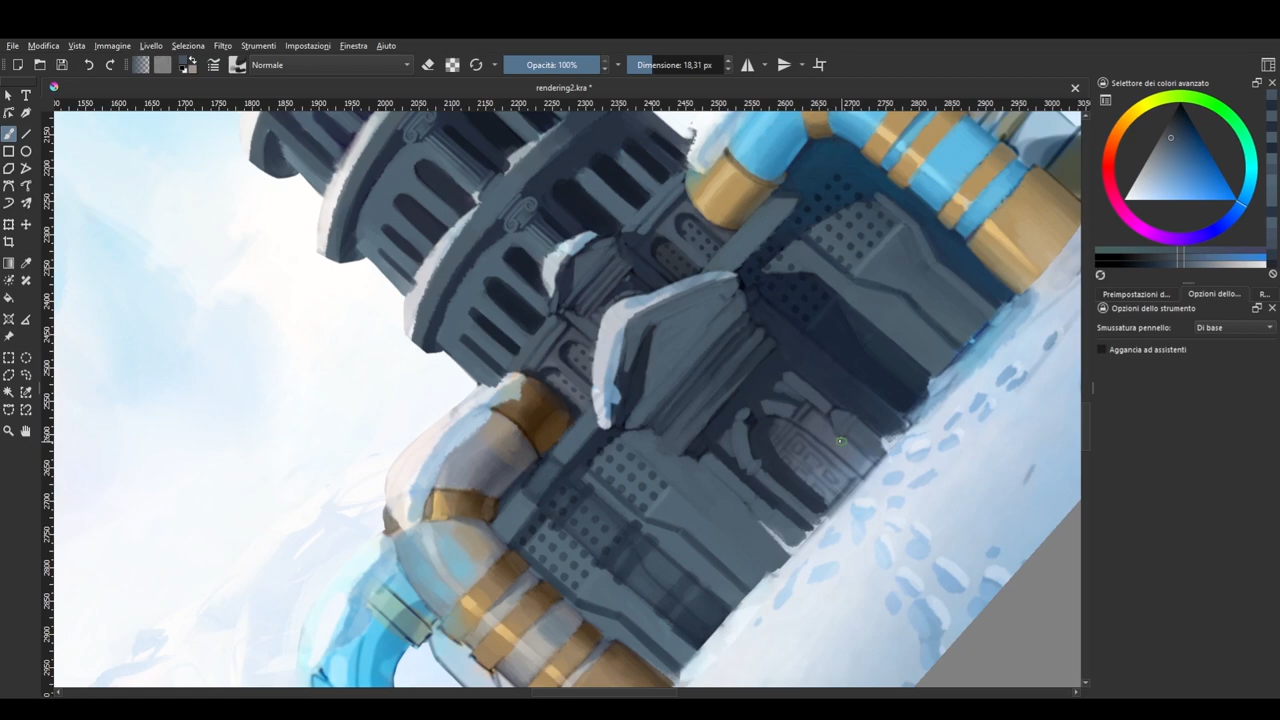 File Modifica Vista Immagine Livello Seleziona Filtro Strumenti Impostazioni Finestra Aiuto
Normale Opacità: 100% Dimensione: 18,31 px
rendering2.kra *
Selettore dei colori avanzato
1550 1600 1650 1700 1750 1800 1850 1900 1950 2000 2050 2100 2150 2200 2250 2300 2350 2400 2450 2500 2550 2600 2650 2700 2750 2800 2850 2900 2950 3000
Preimpostazioni d... Opzioni dello... R...
Opzioni dello strumento
Smussatura pennello: Di base
Aggancia ad assistenti